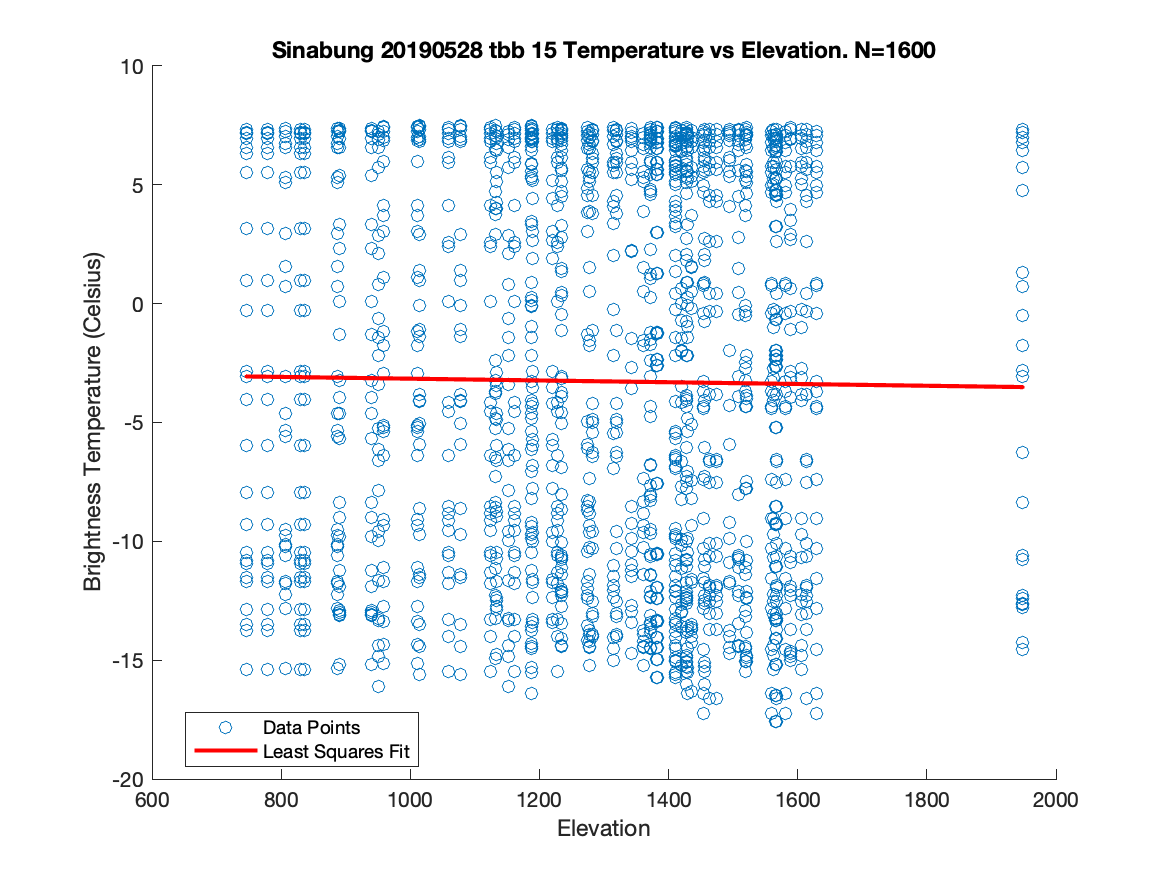 Sinabung 20190528 tbb 15 Temperature vs Elevation. N=1600
10
5
0
-5
-10
-15
-20
Brightness Temperature (Celsius)
Data Points
Least Squares Fit
600 800 1000 1200 1400 1600 1800 2000
Elevation